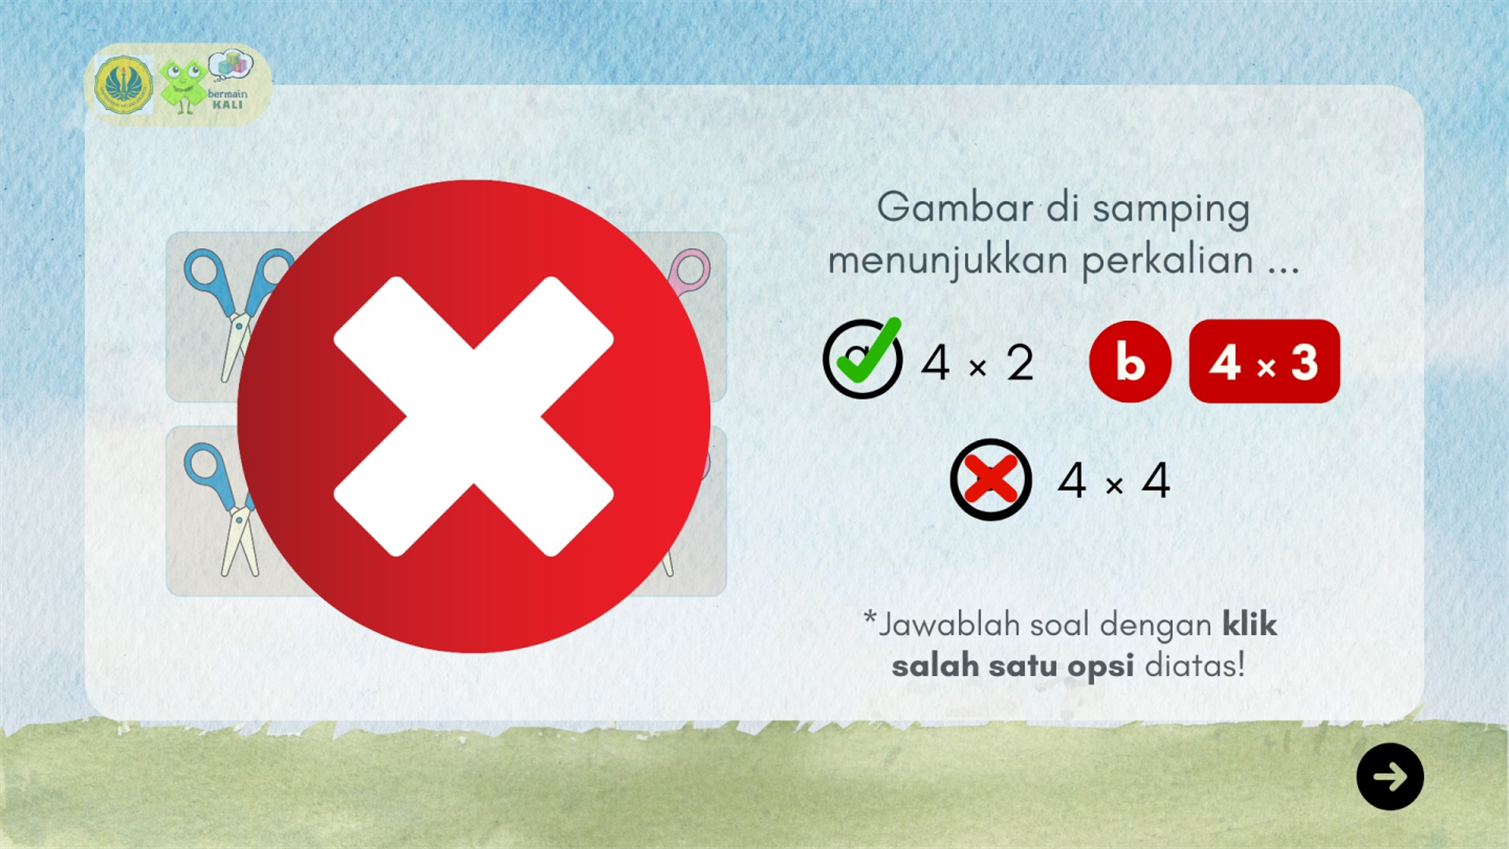 bermain
KALI
Gambar di samping
menunjukkan perkalian ...
4 × 2
b 4 × 3
4 × 4
*Jawablah soal dengan klik
salah satu opsi diatas!